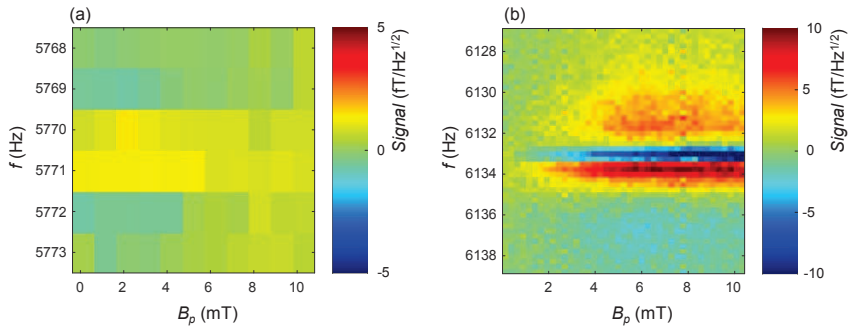 (a)
5768
5769
5770
5771
5772
5773
f (Hz)
0 2 4 6 8 10
B_p (mT)
5
0
-5
Signal (fT/Hz^1/2)
(b)
6128
6130
6132
6134
6136
6138
f (Hz)
2 4 6 8 10
B_p (mT)
10
5
0
-5
-10
Signal (fT/Hz^1/2)